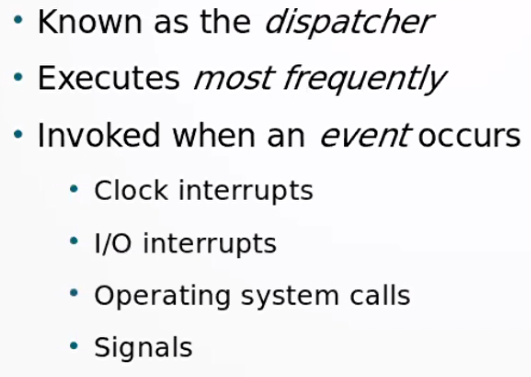 • Known as the dispatcher
• Executes most frequently
• Invoked when an event occurs
• Clock interrupts
• I/O interrupts
• Operating system calls
• Signals